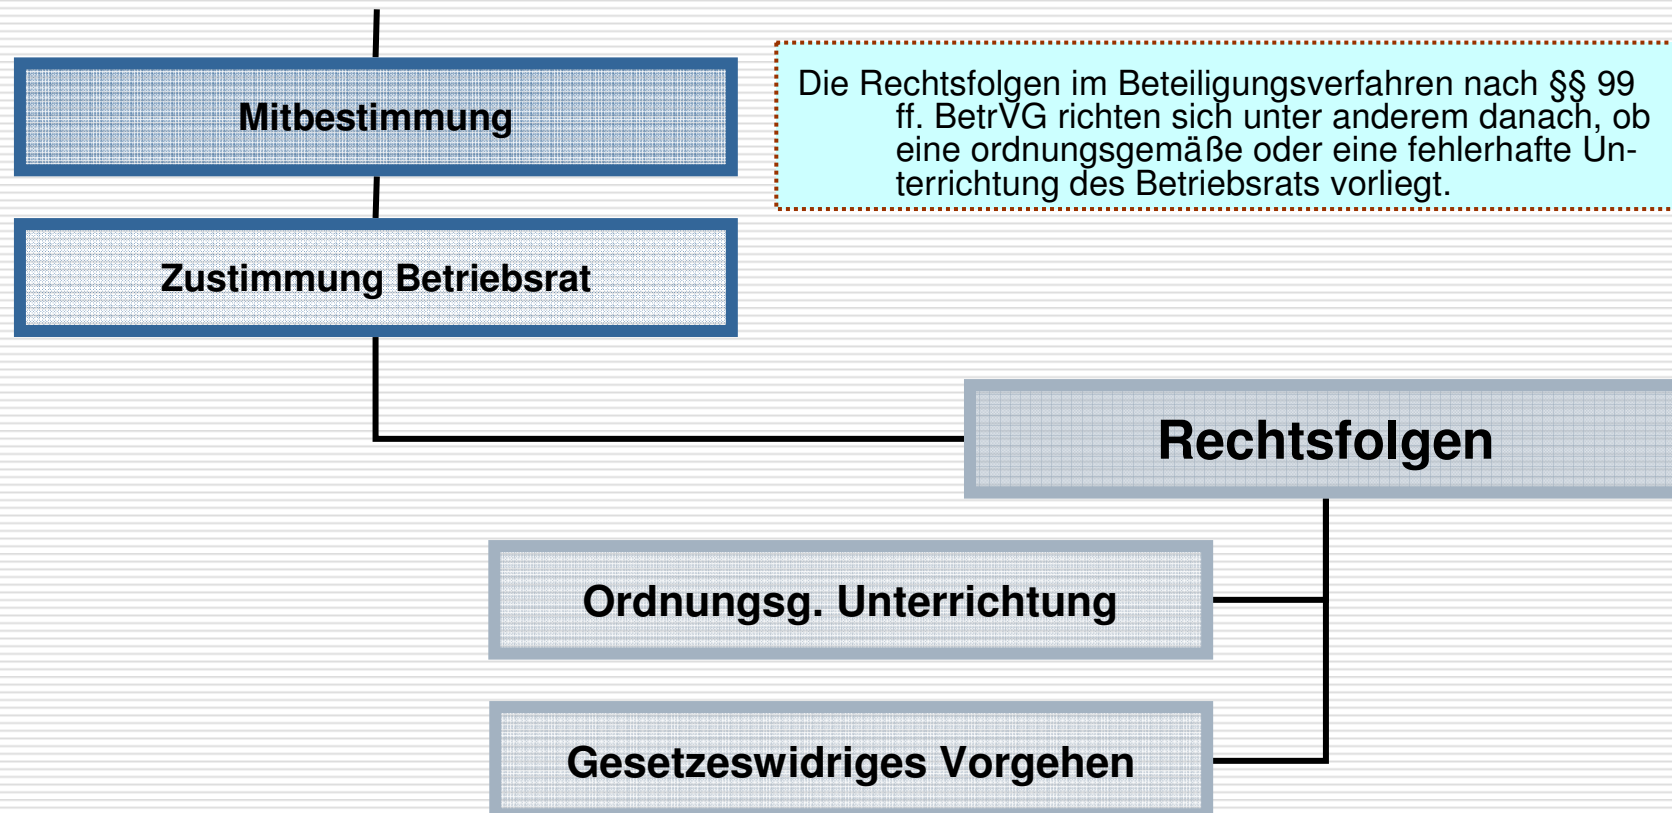 Mitbestimmung
Die Rechtsfolgen im Beteiligungsverfahren nach §§ 99
ff. BetrVG richten sich unter anderem danach, ob
eine ordnungsgemäße oder eine fehlerhafte Un-
terrichtung des Betriebsrats vorliegt.
Zustimmung Betriebsrat
Rechtsfolgen
Ordnungsg. Unterrichtung
Gesetzeswidriges Vorgehen